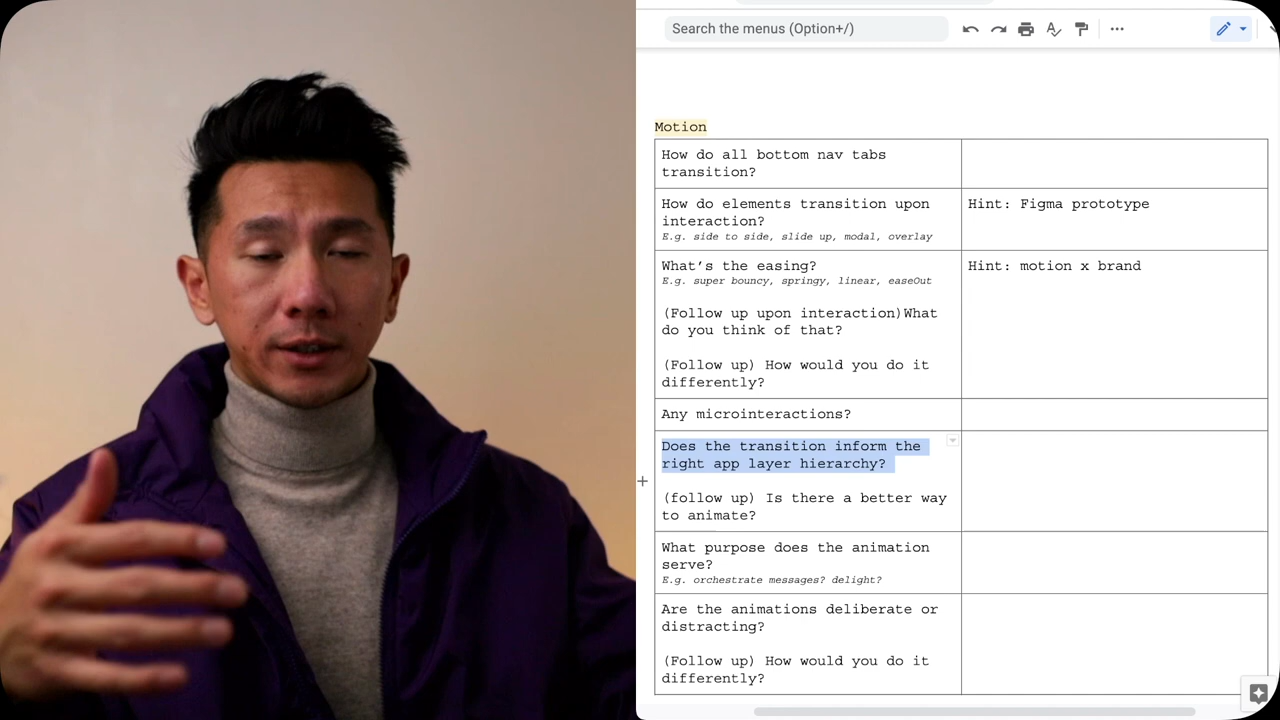 Search the menus (Option+/)
Motion
How do all bottom nav tabs
transition?
How do elements transition upon
interaction?
E.g. side to side, slide up, modal, overlay
Hint: Figma prototype
What’s the easing?
E.g. super bouncy, springy, linear, easeOut
Hint: motion x brand
(Follow up upon interaction)What
do you think of that?
(Follow up) How would you do it
differently?
Any microinteractions?
Does the transition inform the
right app layer hierarchy?
(follow up) Is there a better way
to animate?
What purpose does the animation
serve?
E.g. orchestrate messages? delight?
Are the animations deliberate or
distracting?
(Follow up) How would you do it
differently?